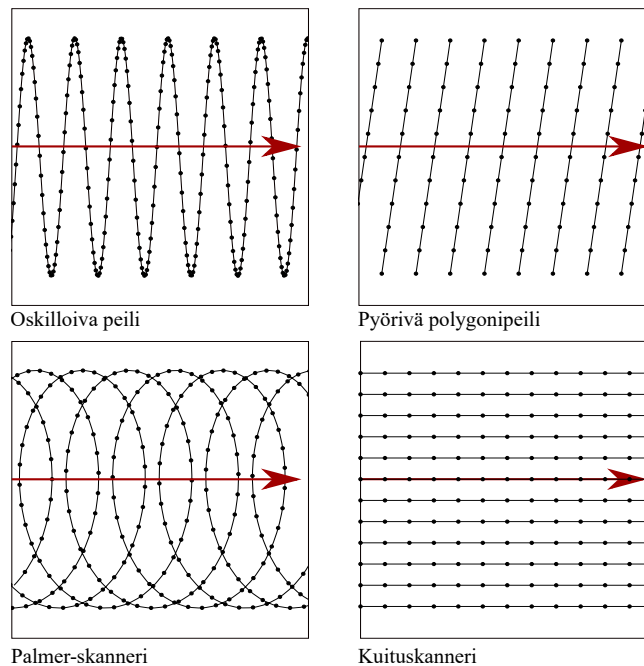 Oskilloiva peili
Pyörivä polygonipeili
Palmer-skanneri
Kuituskanneri